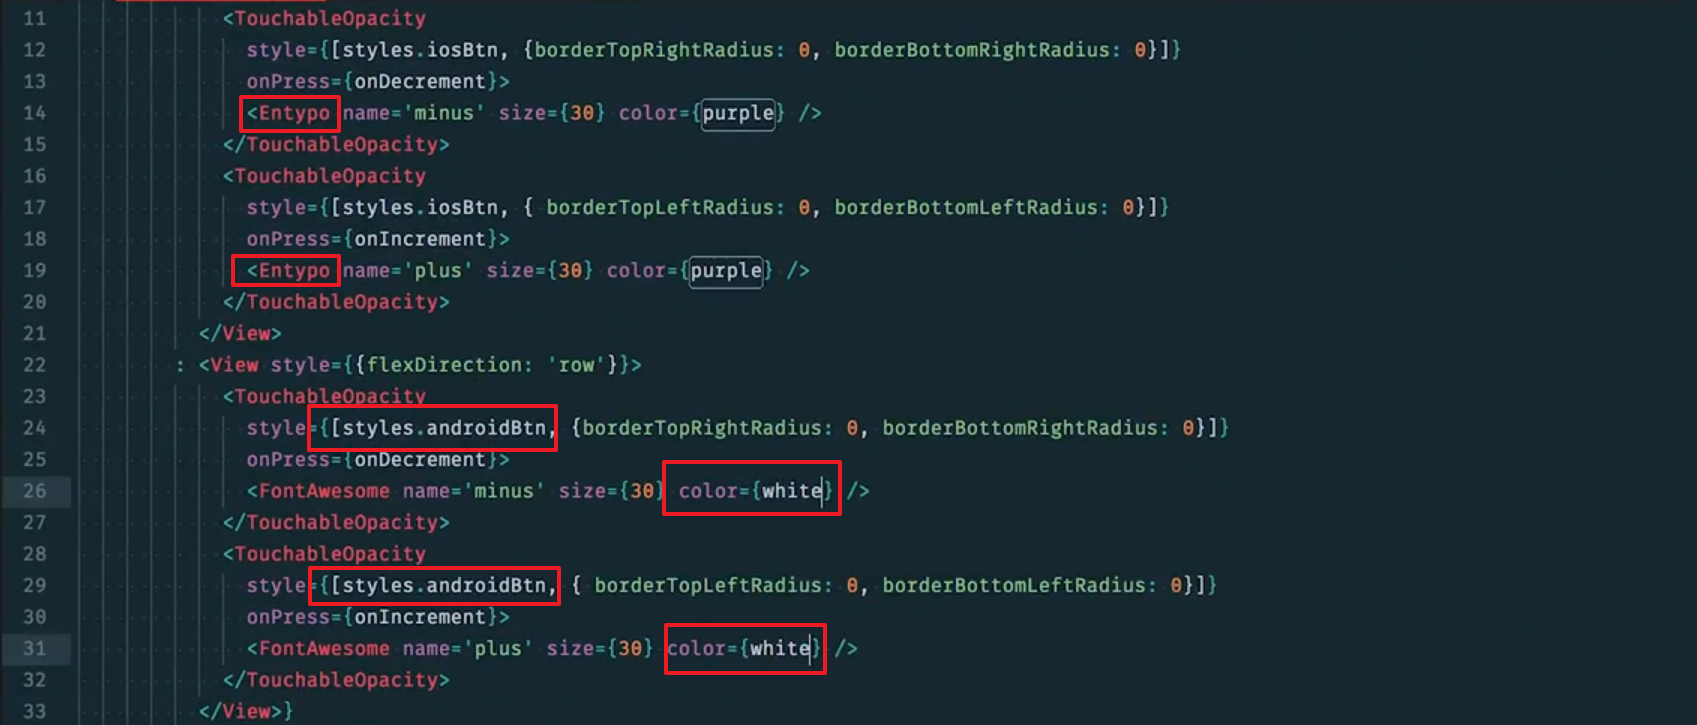 11 <TouchableOpacity
12 style={[styles.iosBtn, {borderTopRightRadius: 0, borderBottomRightRadius: 0}]}
13 onPress={onDecrement}>
14 <Entypo name='minus' size={30} color={purple} />
15 </TouchableOpacity>
16 <TouchableOpacity
17 style={[styles.iosBtn, { borderTopLeftRadius: 0, borderBottomLeftRadius: 0}]}
18 onPress={onIncrement}>
19 <Entypo name='plus' size={30} color={purple} />
20 </TouchableOpacity>
21 </View>
22 : <View style={{flexDirection: 'row'}}>
23 <TouchableOpacity
24 style={[styles.androidBtn, {borderTopRightRadius: 0, borderBottomRightRadius: 0}]}
25 onPress={onDecrement}>
26 <FontAwesome name='minus' size={30} color={white} />
27 </TouchableOpacity>
28 <TouchableOpacity
29 style={[styles.androidBtn, { borderTopLeftRadius: 0, borderBottomLeftRadius: 0}]}
30 onPress={onIncrement}>
31 <FontAwesome name='plus' size={30} color={white} />
32 </TouchableOpacity>
33 </View>}